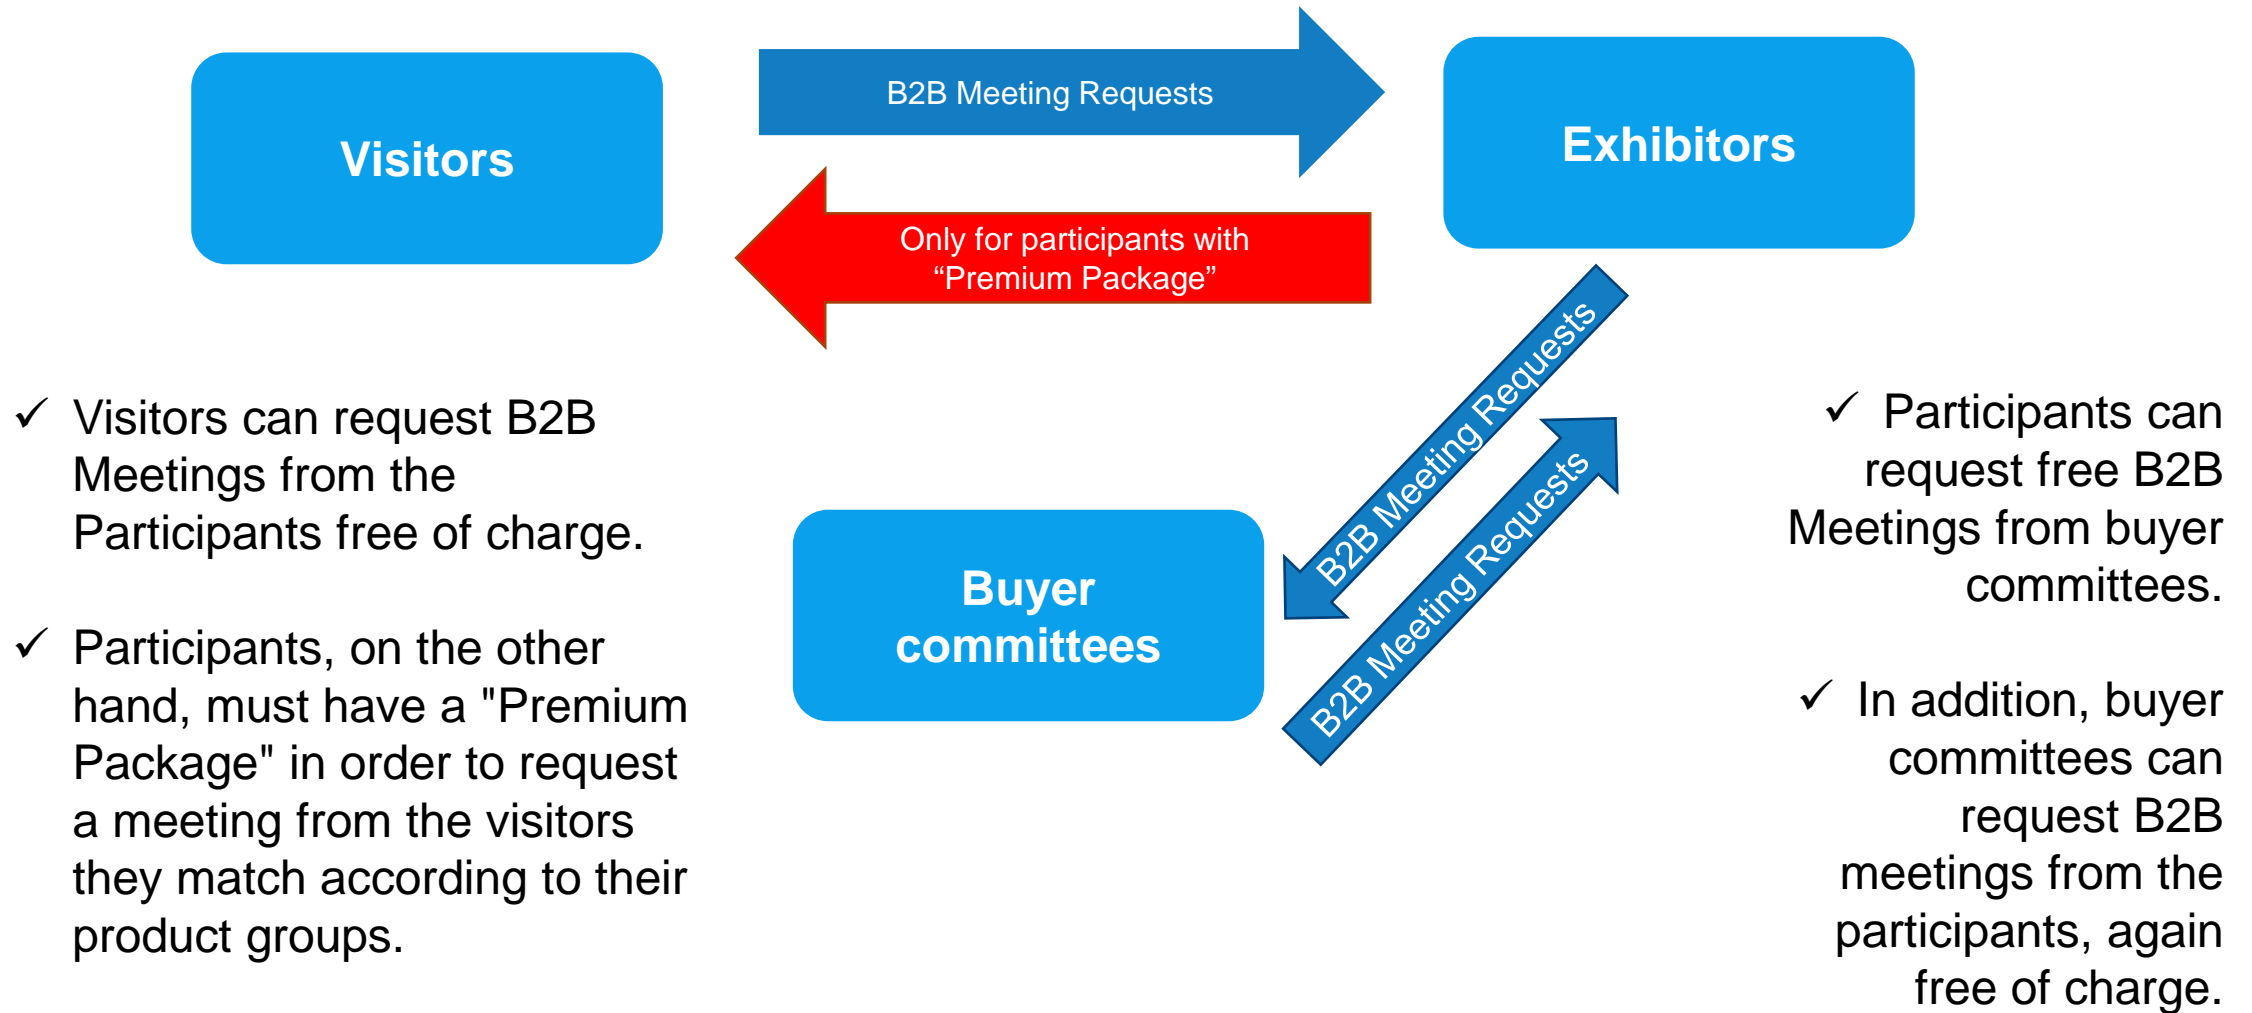 Visitors
B2B Meeting Requests
Exhibitors
Only for participants with
“Premium Package”
B2B Meeting Requests
B2B Meeting Requests
Buyer
committees
✓ Visitors can request B2B
Meetings from the
Participants free of charge.
✓ Participants, on the other
hand, must have a "Premium
Package" in order to request
a meeting from the visitors
they match according to their
product groups.
✓ Participants can
request free B2B
Meetings from buyer
committees.
✓ In addition, buyer
committees can
request B2B
meetings from the
participants, again
free of charge.